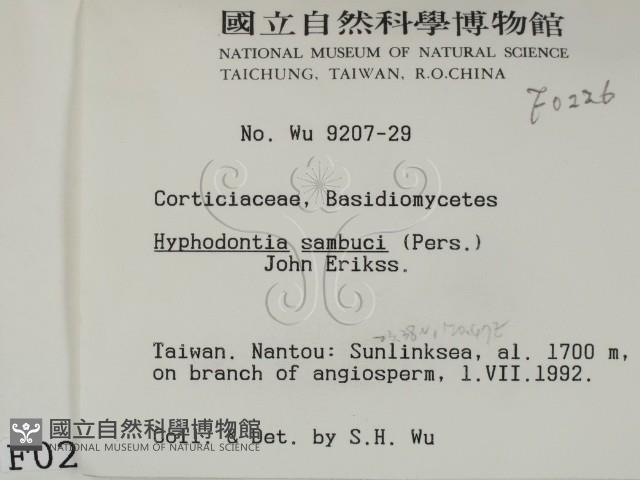 國立自然科學博物館
NATIONAL MUSEUM OF NATURAL SCIENCE
TAICHUNG, TAIWAN, R.O.CHINA
F0226
No. Wu 9207-29
Corticiaceae, Basidiomycetes
Hyphodontia sambuci (Pers.)
John Erikss.
Taiwan. Nantou: Sunlinksea, al. 1700 m,
on branch of angiosperm, 1.VII.1992.
Coll. & Det. by S.H. Wu
國立自然科學博物館
NATIONAL MUSEUM OF NATURAL SCIENCE
F02